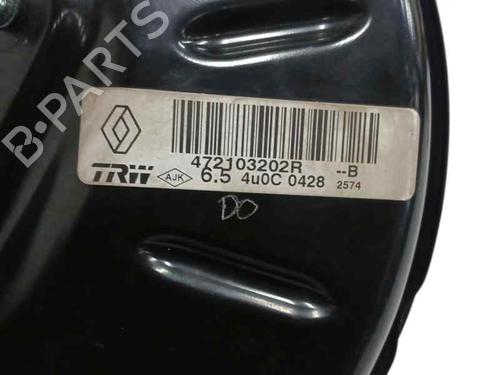 B-PARTS
472103202R --B
TRW AJK 6.5 4u0C 0428 2574
DO